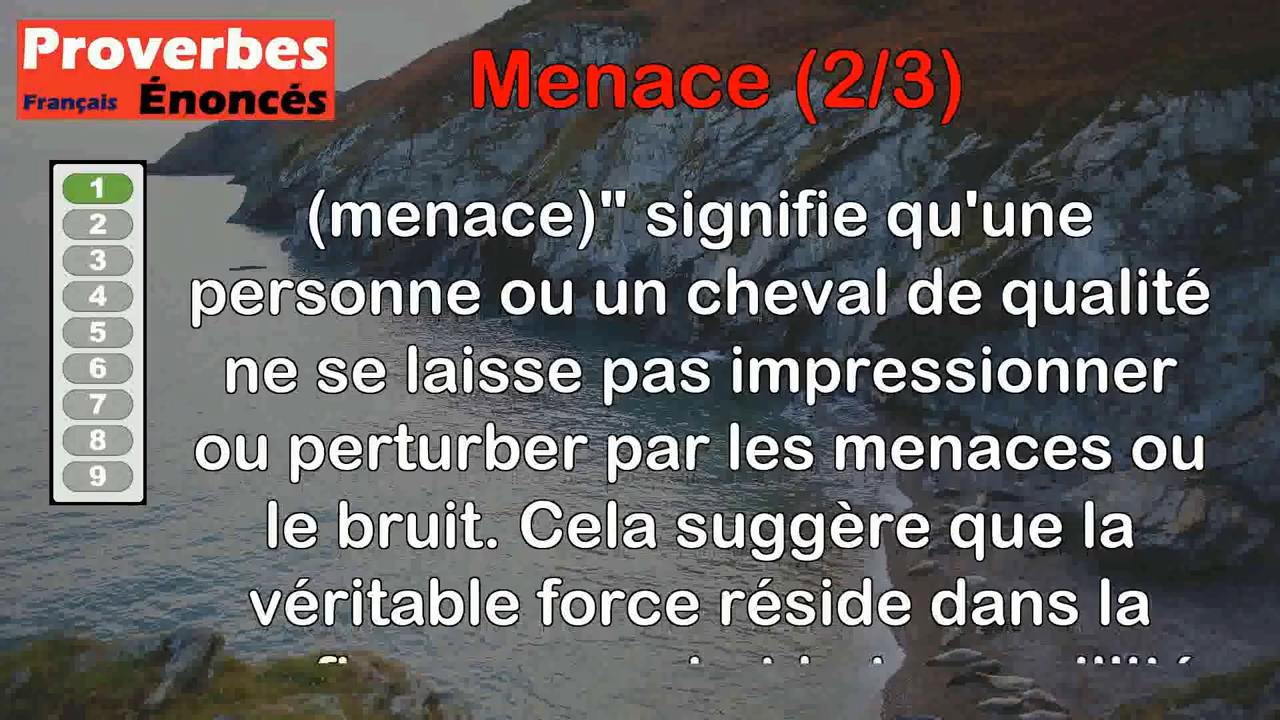 Proverbes
Français Énoncés
Menace (2/3)
1
2
3
4
5
6
7
8
9
(menace)" signifie qu'une
personne ou un cheval de qualité
ne se laisse pas impressionner
ou perturber par les menaces ou
le bruit. Cela suggère que la
véritable force réside dans la